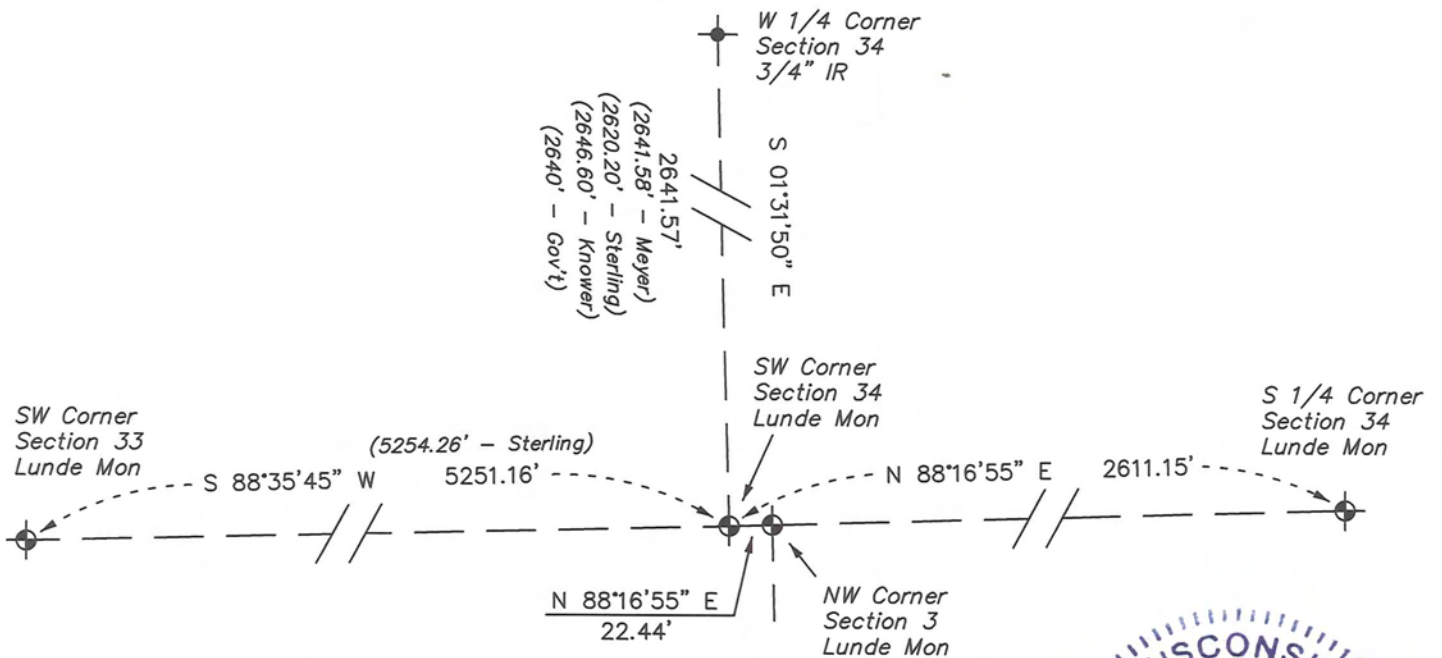 W 1/4 Corner
Section 34
3/4" IR
S 01°31'50" E
2641.57'
(2641.58' – Meyer)
(2620.20' – Sterling)
(2646.60' – Knower)
(2640' – Gov't)
SW Corner
Section 34
Lunde Mon
S 1/4 Corner
Section 34
Lunde Mon
SW Corner
Section 33
Lunde Mon
(5254.26' – Sterling)
S 88°35'45" W 5251.16'
N 88°16'55" E 2611.15'
N 88°16'55" E
22.44'
NW Corner
Section 3
Lunde Mon